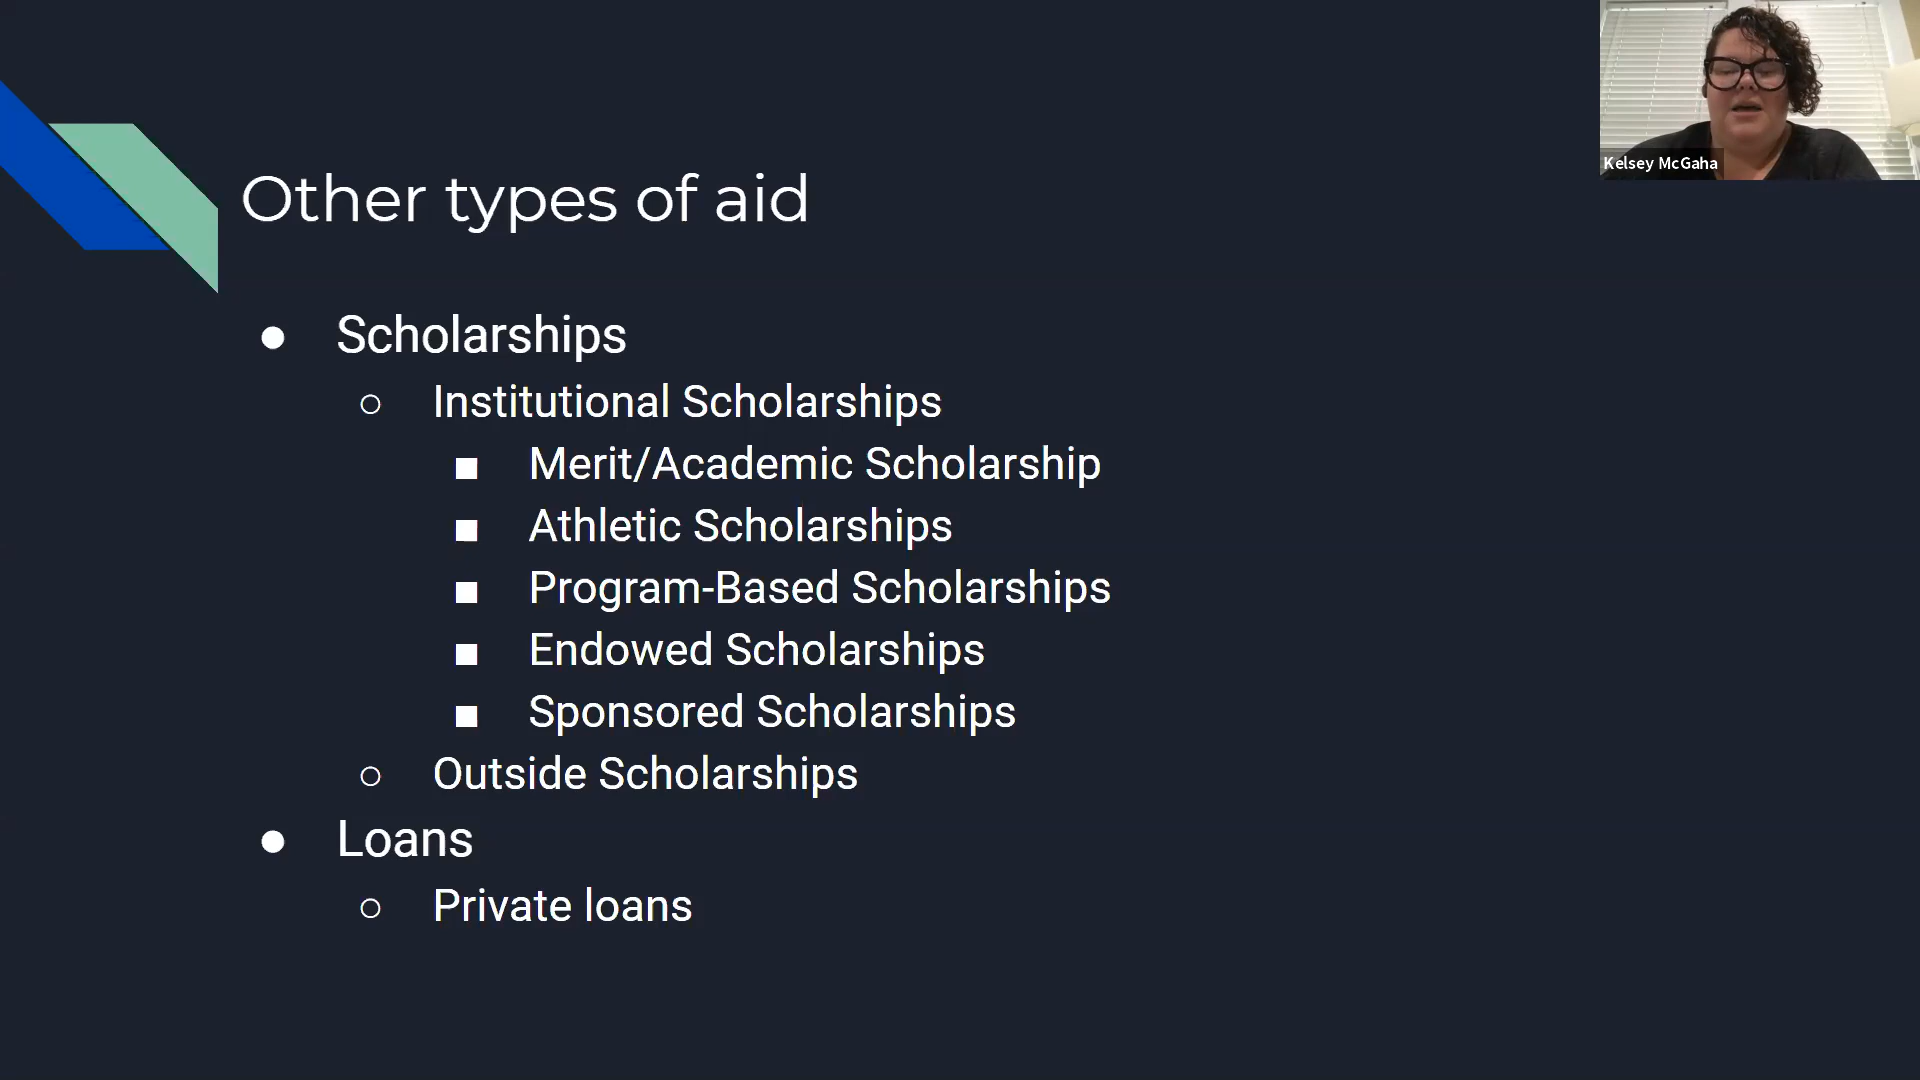 Kelsey McGaha
Other types of aid
● Scholarships
○ Institutional Scholarships
■ Merit/Academic Scholarship
■ Athletic Scholarships
■ Program-Based Scholarships
■ Endowed Scholarships
■ Sponsored Scholarships
○ Outside Scholarships
● Loans
○ Private loans